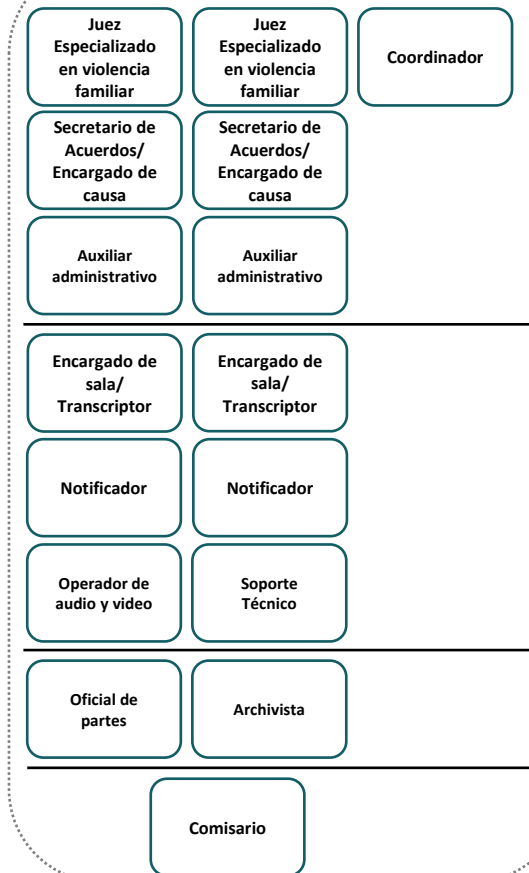 Juez
Especializado
en violencia
familiar
Juez
Especializado
en violencia
familiar
Coordinador
Secretario de
Acuerdos/
Encargado de
causa
Secretario de
Acuerdos/
Encargado de
causa
Auxiliar
administrativo
Auxiliar
administrativo
Encargado de
sala/
Transcriptor
Encargado de
sala/
Transcriptor
Notificador
Notificador
Operador de
audio y video
Soporte
Técnico
Oficial de
partes
Archivista
Comisario